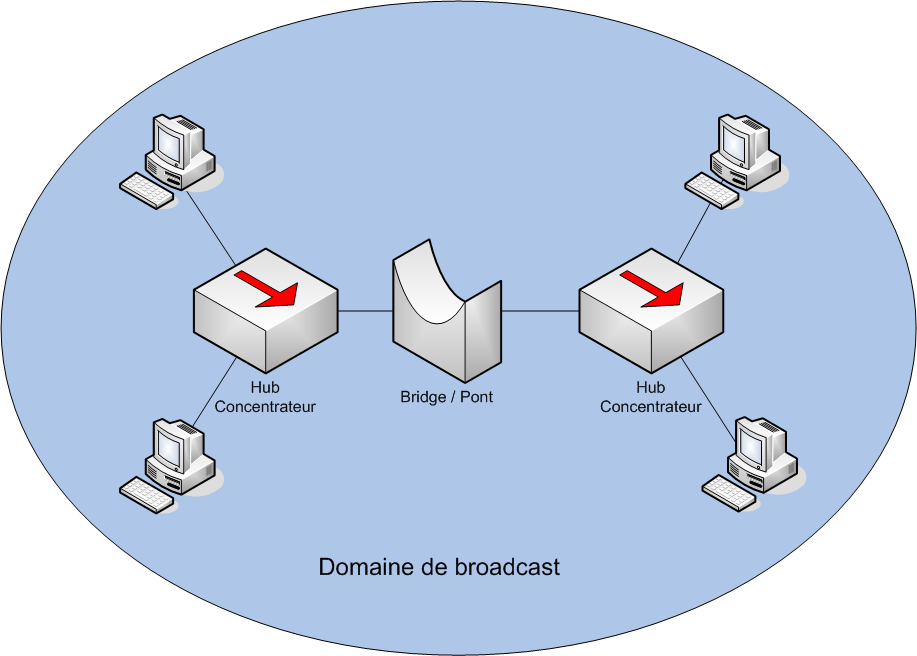 Hub
Concentrateur
Bridge / Pont
Hub
Concentrateur
Domaine de broadcast